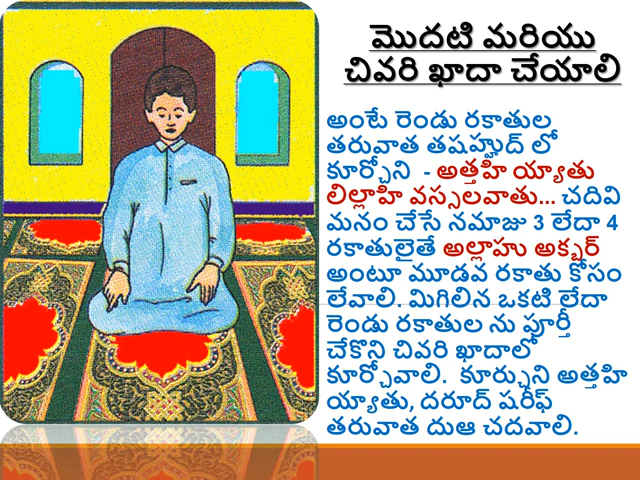 మొదటి మరియు
చివరి ఖాదా చేయాలి
అంటే రెండు రకాతుల
తరువాత తషహ్హుద్ లో
కూర్చోని - అత్తహి య్యాతు
లిల్లాహి వస్సలవాతు... చదివి
మనం చేసే నమాజు 3 లేదా 4
రకాతులైతే అల్లాహు అక్బర్
అంటూ మూడవ రకాతు కోసం
లేవాలి. మిగిలిన ఒకటి లేదా
రెండు రకాతుల ను పూర్తీ
చేకొని చివరి ఖాదాలో
కూర్చోవాలి. కూర్చుని అత్తహి
య్యాతు, దరూద్ షరీఫ్
తరువాత దుఆ చదవాలి.